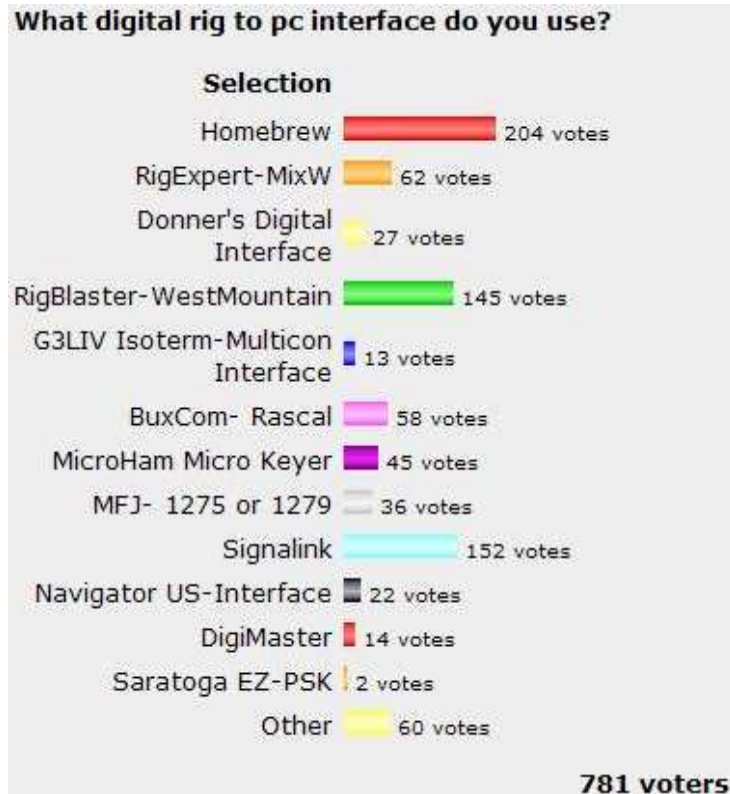 What digital rig to pc interface do you use?
Selection
Homebrew 204 votes
RigExpert-MixW 62 votes
Donner's Digital
Interface 27 votes
RigBlaster-WestMountain 145 votes
G3LIV Isoterm-Multicon
Interface 13 votes
BuxCom- Rascal 58 votes
MicroHam Micro Keyer 45 votes
MFJ- 1275 or 1279 36 votes
Signalink 152 votes
Navigator US-Interface 22 votes
DigiMaster 14 votes
Saratoga EZ-PSK 2 votes
Other 60 votes
781 voters